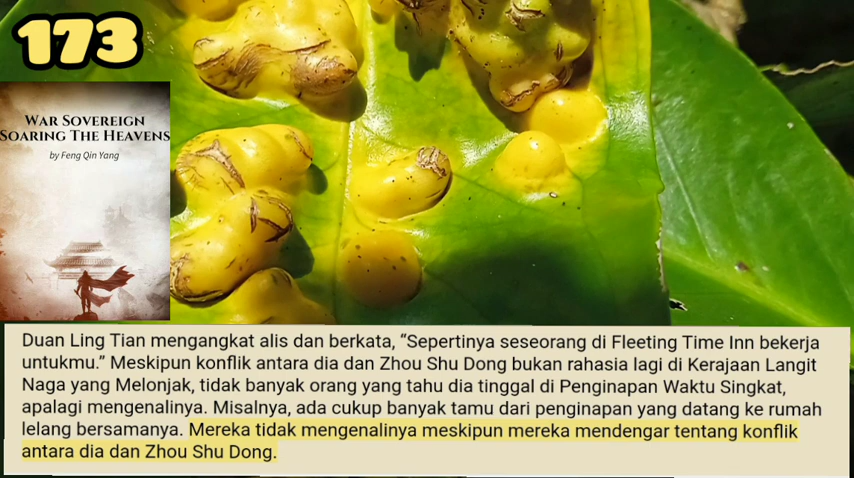 173
WAR SOVEREIGN
SOARING THE HEAVENS
by Feng Qin Yang
Duan Ling Tian mengangkat alis dan berkata, “Sepertinya seseorang di Fleeting Time Inn bekerja
untukmu.” Meskipun konflik antara dia dan Zhou Shu Dong bukan rahasia lagi di Kerajaan Langit
Naga yang Melonjak, tidak banyak orang yang tahu dia tinggal di Penginapan Waktu Singkat,
apalagi mengenalinya. Misalnya, ada cukup banyak tamu dari penginapan yang datang ke rumah
lelang bersamanya. Mereka tidak mengenalinya meskipun mereka mendengar tentang konflik
antara dia dan Zhou Shu Dong.